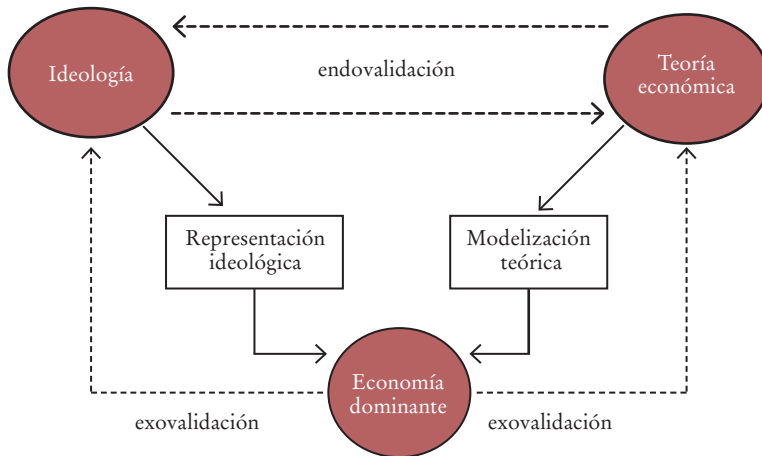 Ideología
endovalidación
Teoría
económica
Representación
ideológica
Modelización
teórica
Economía
dominante
exovalidación
exovalidación